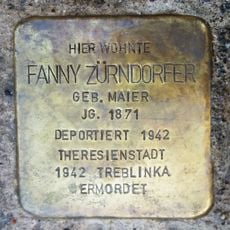 HIER WOHNTE
FANNY ZÜRNDORFER
GEB. MAIER
JG. 1871
DEPORTIERT 1942
THERESIENSTADT
1942 TREBLINKA
ERMORDET